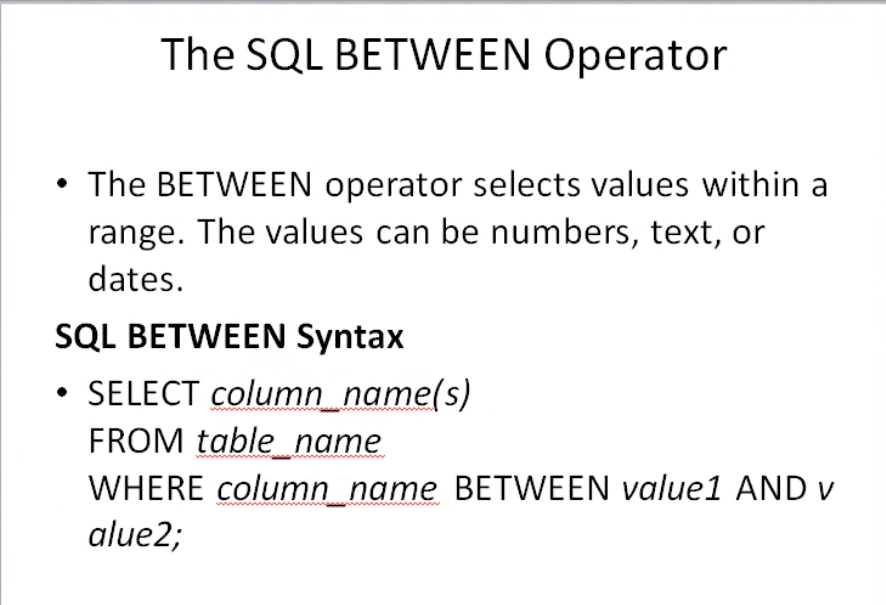 The SQL BETWEEN Operator
• The BETWEEN operator selects values within a
range. The values can be numbers, text, or
dates.
SQL BETWEEN Syntax
• SELECT column_name(s)
FROM table_name
WHERE column_name BETWEEN value1 AND v
alue2;